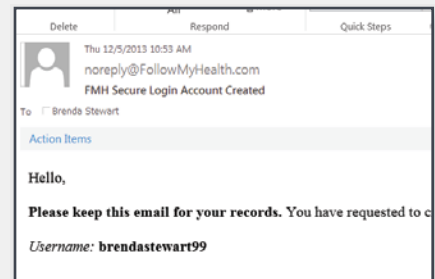 Delete Respond Quick Steps
Thu 12/5/2013 10:53 AM
noreply@FollowMyHealth.com
FMH Secure Login Account Created
To Brenda Stewart
Action Items
Hello,
Please keep this email for your records. You have requested to c
Username: brendastewart99